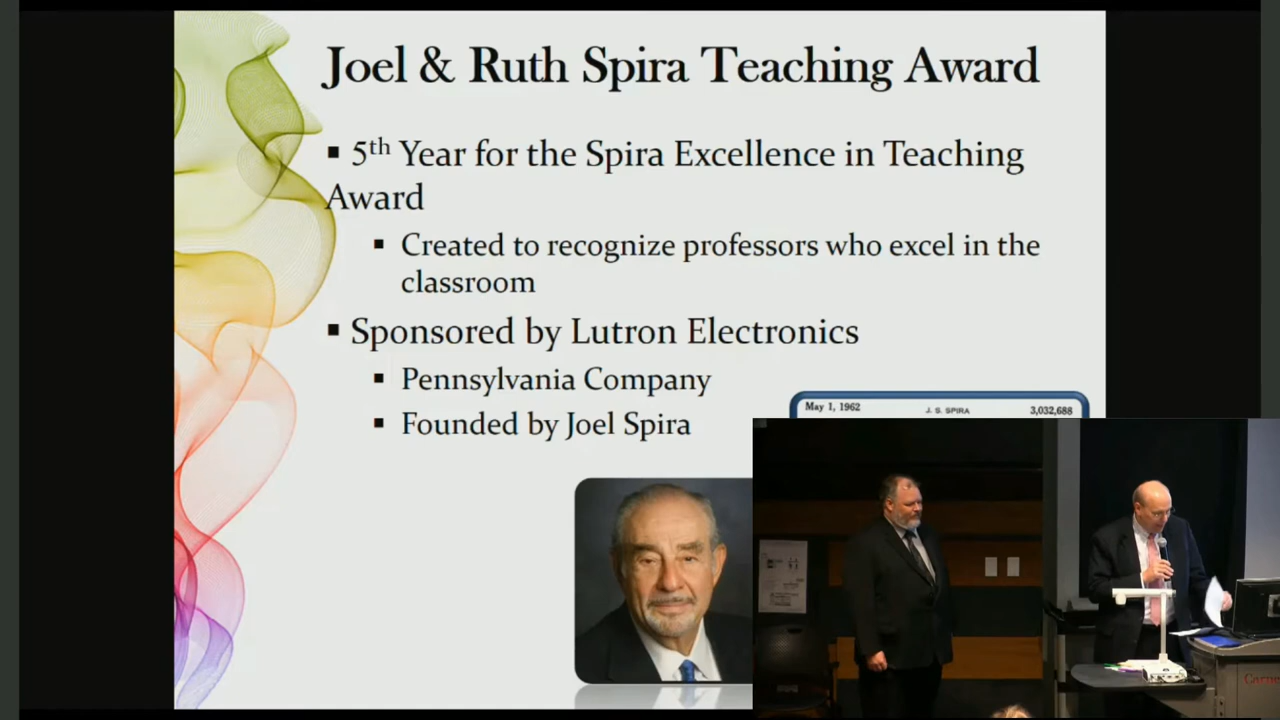 Joel & Ruth Spira Teaching Award
▪ 5th Year for the Spira Excellence in Teaching
Award
▪ Created to recognize professors who excel in the
classroom
▪ Sponsored by Lutron Electronics
▪ Pennsylvania Company
▪ Founded by Joel Spira
May 1, 1962 J. S. SPIRA 3,032,688